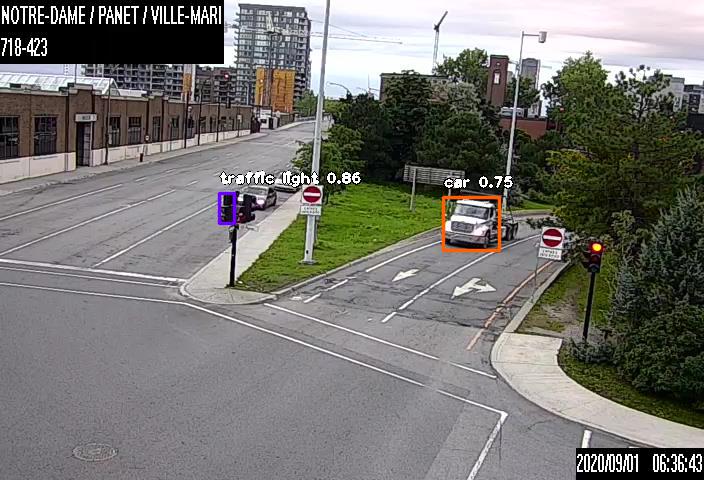 NOTRE-DAME / PANET / VILLE-MARI
718-423
traffic light 0.86
car 0.75
2020/09/01 06:36:43